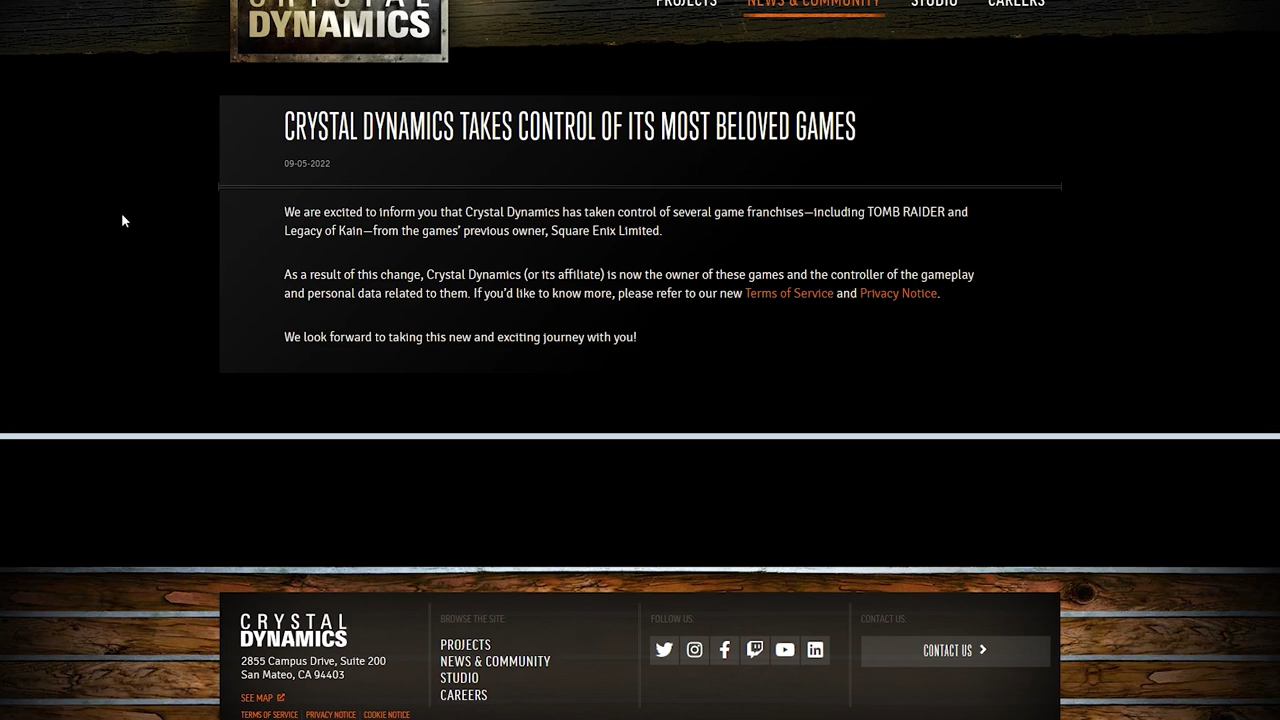 CRYSTAL
DYNAMICS
PROJECTS
NEWS & COMMUNITY
STUDIO
CAREERS
CRYSTAL DYNAMICS TAKES CONTROL OF ITS MOST BELOVED GAMES
09-05-2022
We are excited to inform you that Crystal Dynamics has taken control of several game franchises—including TOMB RAIDER and
Legacy of Kain—from the games’ previous owner, Square Enix Limited.
As a result of this change, Crystal Dynamics (or its affiliate) is now the owner of these games and the controller of the gameplay
and personal data related to them. If you’d like to know more, please refer to our new Terms of Service and Privacy Notice.
We look forward to taking this new and exciting journey with you!
CRYSTAL
DYNAMICS
2855 Campus Drive, Suite 200
San Mateo, CA 94403
SEE MAP
TERMS OF SERVICE | PRIVACY NOTICE | COOKIE NOTICE
BROWSE THE SITE:
PROJECTS
NEWS & COMMUNITY
STUDIO
CAREERS
FOLLOW US:
CONTACT US:
CONTACT US